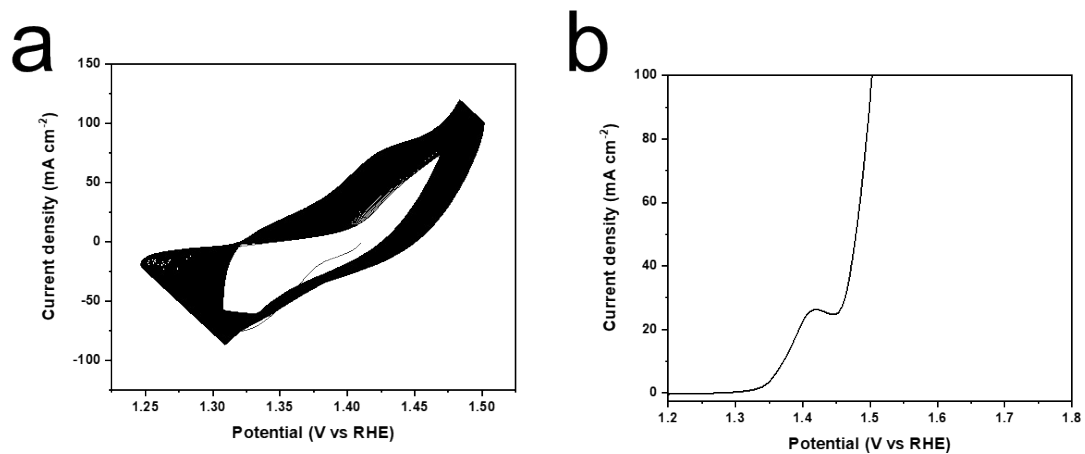 a
150
100
50
0
-50
-100
1.25 1.30 1.35 1.40 1.45 1.50
Potential (V vs RHE)
Current density (mA cm⁻²)
b
100
80
60
40
20
0
1.2 1.3 1.4 1.5 1.6 1.7 1.8
Potential (V vs RHE)
Current density (mA cm⁻²)